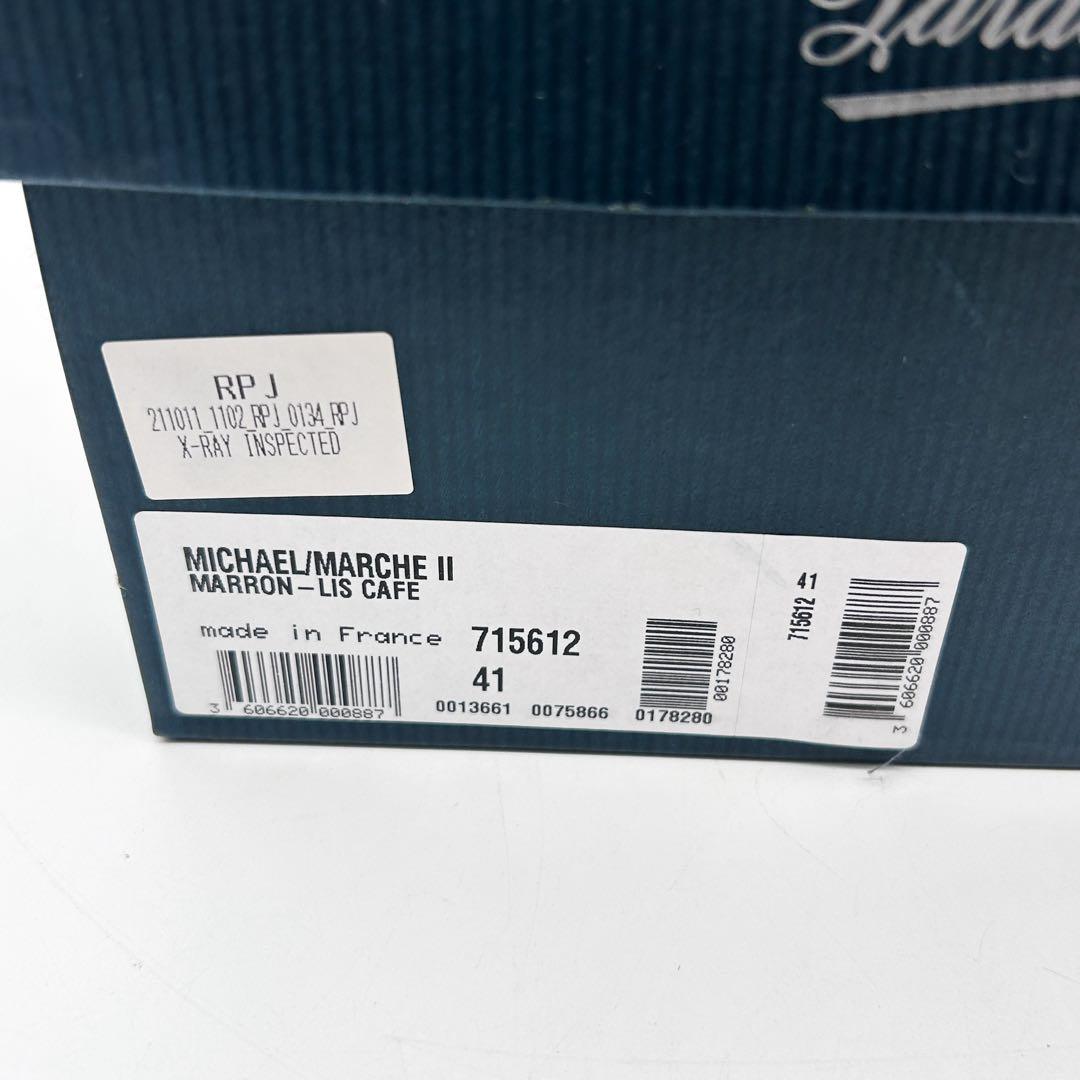 RPJ
211011_1102_RPJ_0134_RPJ
X-RAY INSPECTED
MICHAEL/MARCHE II
MARRON-LIS CAFE
made in France 715612
41
3 606620 000887
0013661 0075866 0178280
00178280
41
715612
3 606620 000887